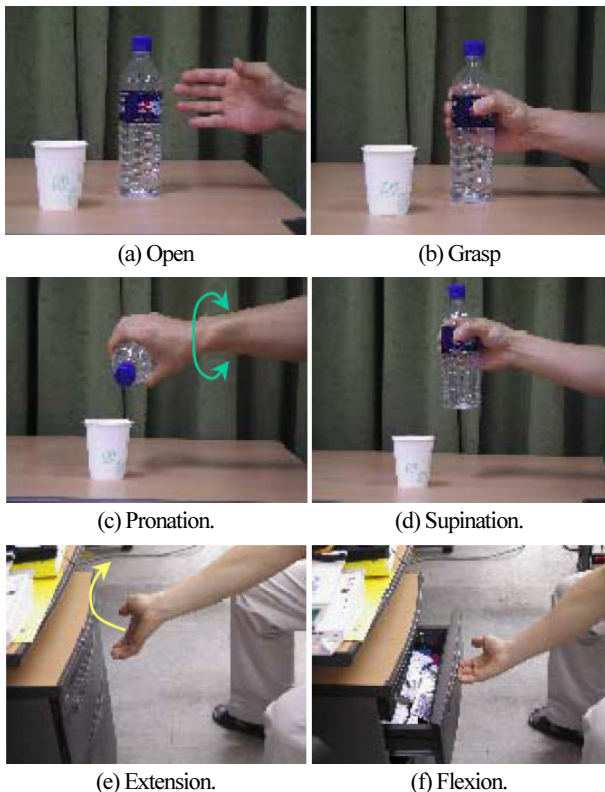 (a) Open
(b) Grasp
(c) Pronation.
(d) Supination.
(e) Extension.
(f) Flexion.